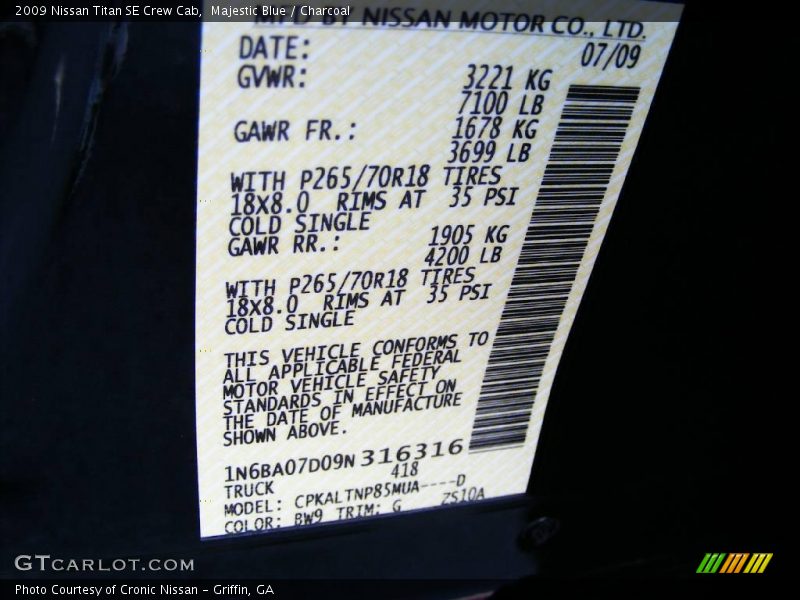 2009 Nissan Titan SE Crew Cab, Majestic Blue / Charcoal
MFD BY NISSAN MOTOR CO., LTD.
DATE: 07/09
GVWR: 3221 KG
7100 LB
GAWR FR.: 1678 KG
3699 LB
WITH P265/70R18 TIRES
18X8.0 RIMS AT 35 PSI
COLD SINGLE
GAWR RR.: 1905 KG
4200 LB
WITH P265/70R18 TIRES
18X8.0 RIMS AT 35 PSI
COLD SINGLE
THIS VEHICLE CONFORMS TO
ALL APPLICABLE FEDERAL
MOTOR VEHICLE SAFETY
STANDARDS IN EFFECT ON
THE DATE OF MANUFACTURE
SHOWN ABOVE.
1N6BA07D09N316316
TRUCK 418
MODEL: CPKALTNP85MUA----D
COLOR: BW9 TRIM: G ZS10A
GTCARLOT.COM
Photo Courtesy of Cronic Nissan - Griffin, GA